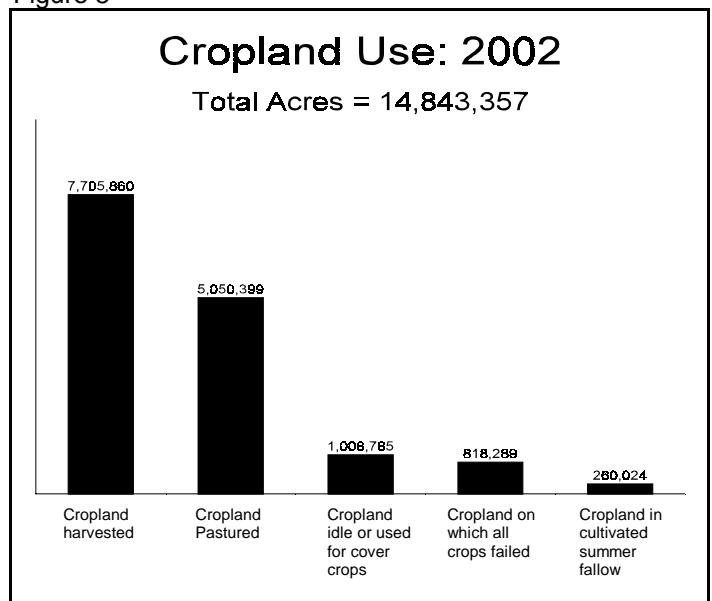 Figure
Cropland Use: 2002
Total Acres = 14,843,357
7,705,860
5,050,399
1,008,785
818,289
260,024
Cropland
harvested
Cropland
Pastured
Cropland
idle or used
for cover
crops
Cropland on
which all
crops failed
Cropland in
cultivated
summer
fallow